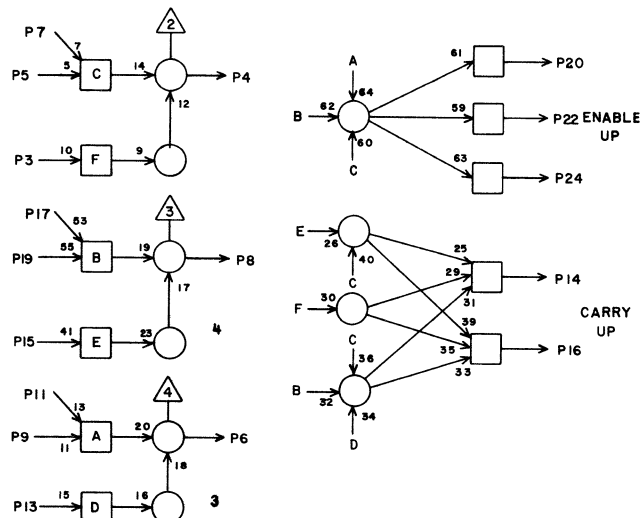 P7
2
7
P5 5 C 14 P4
12
P3 10 F 9
P17
3
53
P19 55 B 19 P8
17
P15 41 E 23 4
P11
4
13
P9 11 A 20 P6
18
P13 15 D 16 3
A
61 P20
64
B 62 59 P22 ENABLE UP
60
C
63 P24
E 26
40
C
25
29
31
P14
F 30
CARRY UP
39
35
33
P16
C
36
B 32
34
D